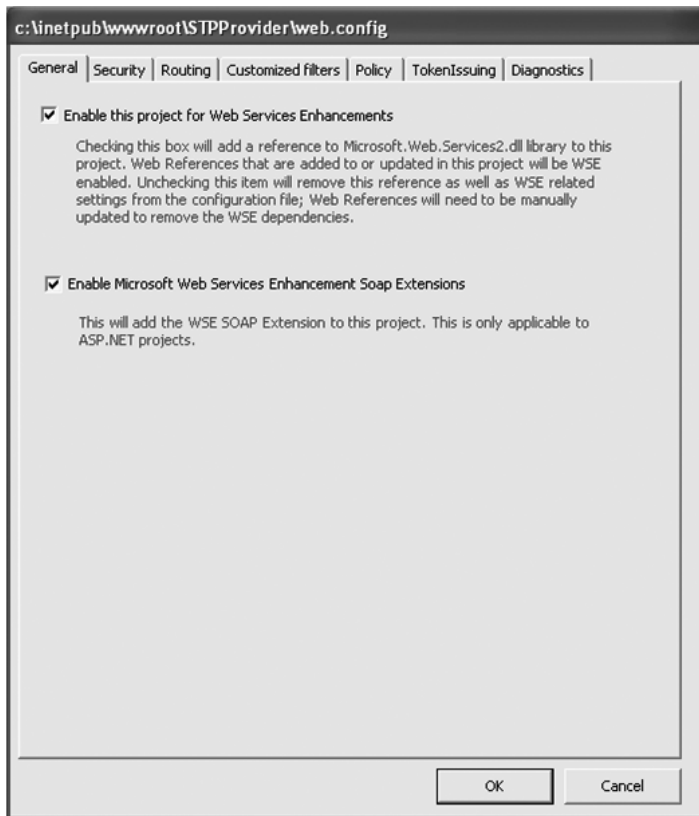 c:\inetpub\wwwroot\STPProvider\web.config
General Security Routing Customized filters Policy TokenIssuing Diagnostics
Enable this project for Web Services Enhancements
Checking this box will add a reference to Microsoft.Web.Services2.dll library to this
project. Web References that are added to or updated in this project will be WSE
enabled. Unchecking this item will remove this reference as well as WSE related
settings from the configuration file; Web References will need to be manually
updated to remove the WSE dependencies.
Enable Microsoft Web Services Enhancement Soap Extensions
This will add the WSE SOAP Extension to this project. This is only applicable to
ASP.NET projects.
OK Cancel